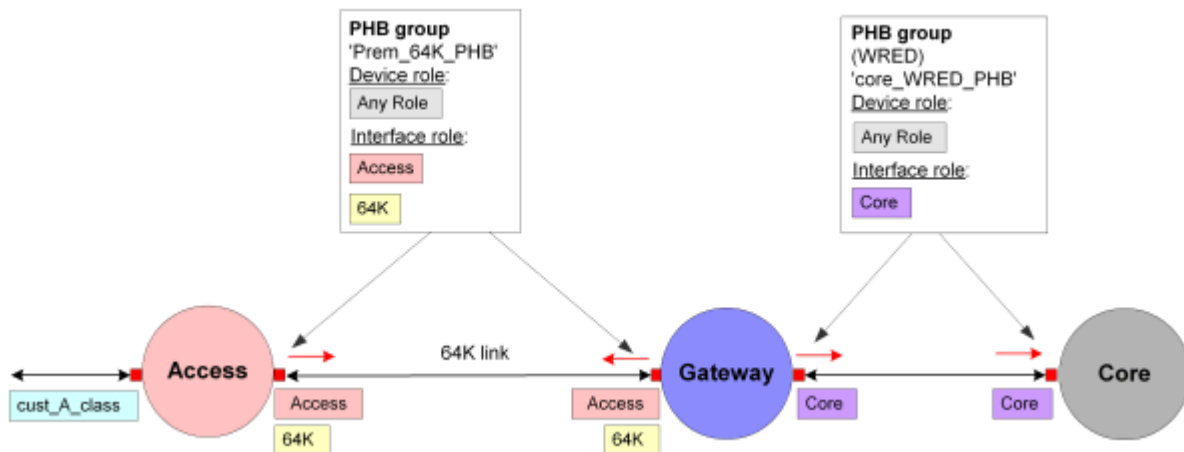 PHB group
'Prem_64K_PHB'
Device role:
Any Role
Interface role:
Access
64K
PHB group
(WRED)
'core_WRED_PHB'
Device role:
Any Role
Interface role:
Core
Access
64K link
Gateway
Core
cust_A_class
Access
64K
Access
64K
Core
Core